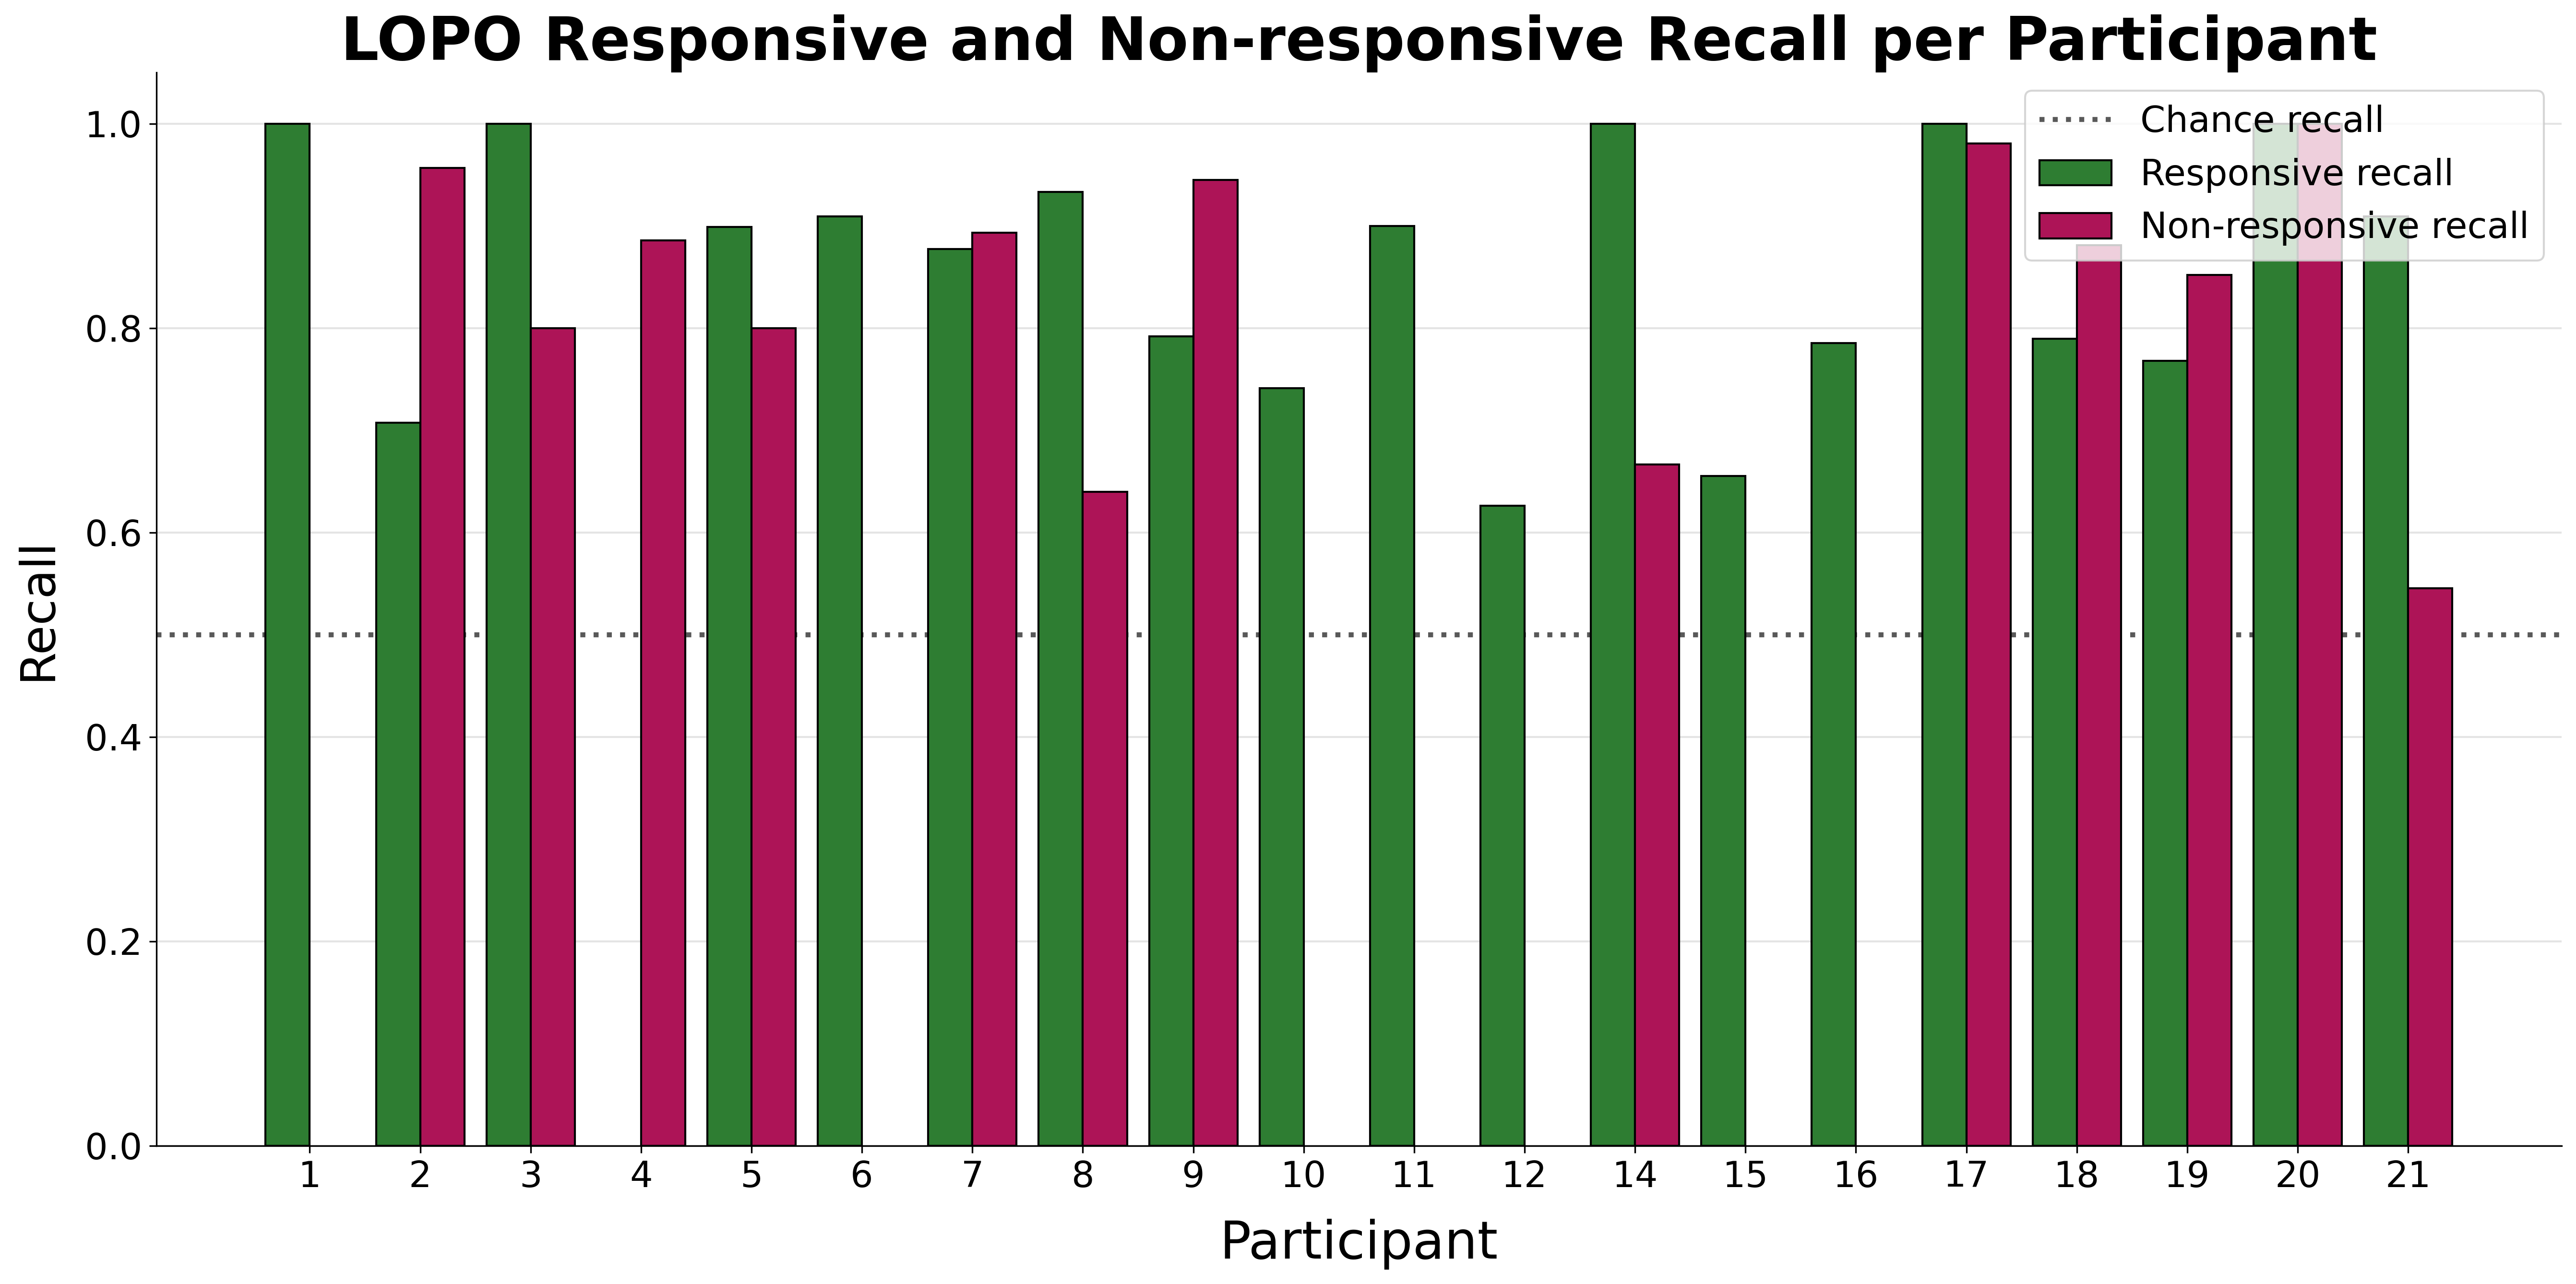 LOPO Responsive and Non-responsive Recall per Participant
Chance recall
Responsive recall
Non-responsive recall
1.0
0.8
0.6
0.4
0.2
0.0
Recall
1 2 3 4 5 6 7 8 9 10 11 12 14 15 16 17 18 19 20 21
Participant